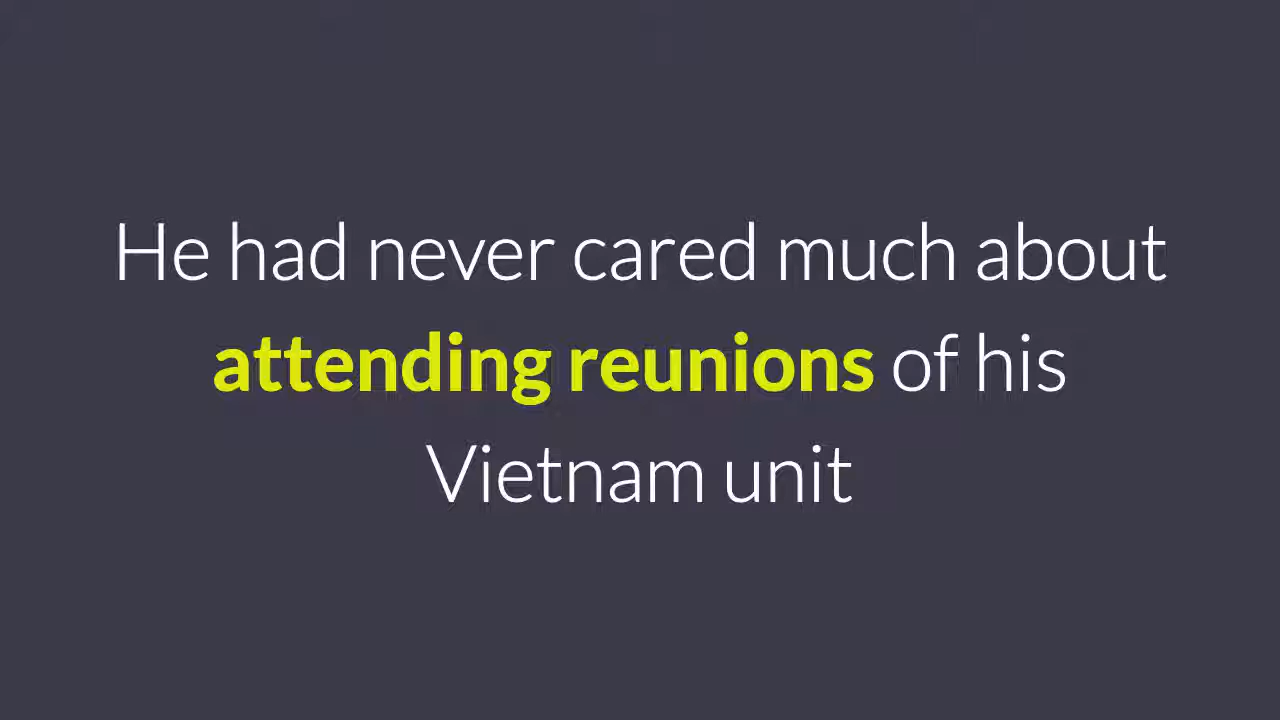 He had never cared much about
attending reunions of his
Vietnam unit